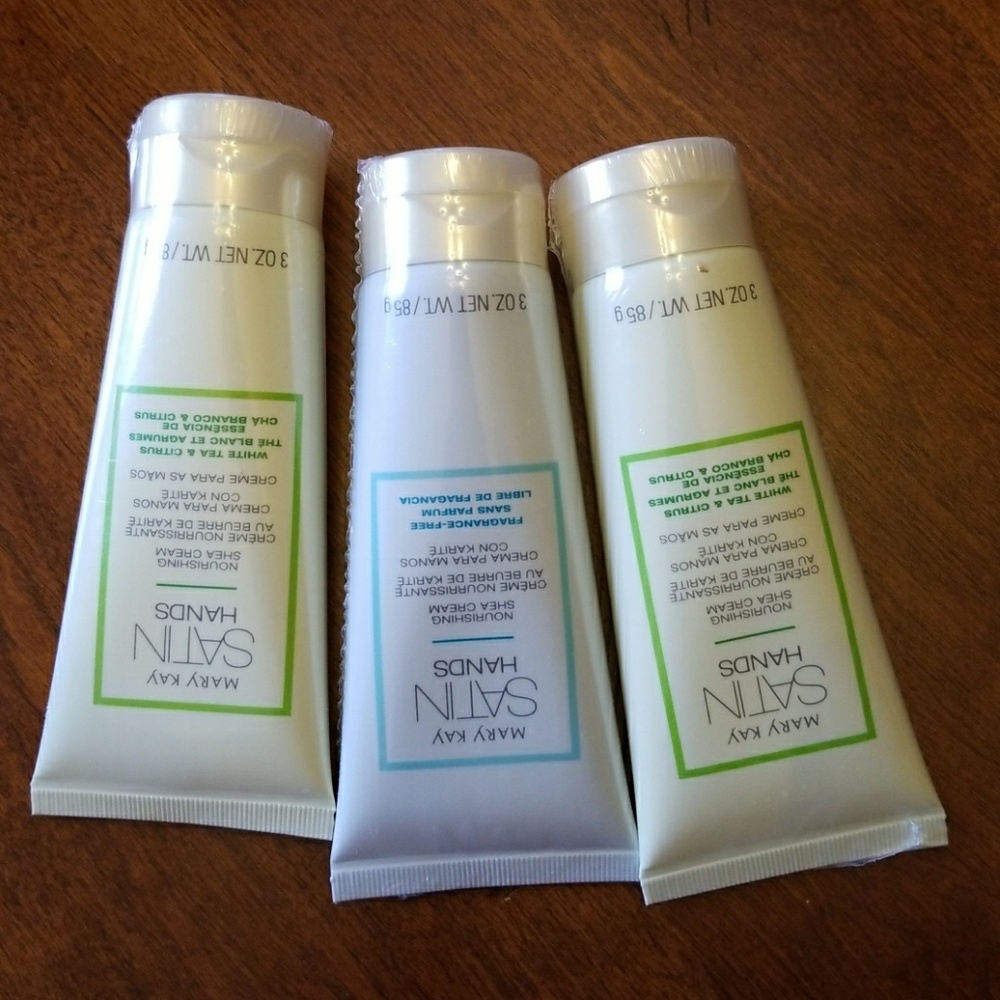 MARY KAY
SATIN
HANDS
NOURISHING
SHEA CREAM
CRÈME NOURRISSANTE
AU BEURRE DE KARITÉ
CREMA PARA MANOS
CON KARITÉ
CREME PARA AS MÃOS
WHITE TEA & CITRUS
THÉ BLANC ET AGRUMES
ESSÊNCIA DE
CHÁ BRANCO & CITRUS
3 OZ. NET WT. / 8
MARY KAY
SATIN
HANDS
NOURISHING
SHEA CREAM
CRÈME NOURRISSANTE
AU BEURRE DE KARITÉ
CREMA PARA MANOS
CON KARITÉ
FRAGRANCE-FREE
SANS PARFUM
LIBRE DE FRAGANCIA
3 OZ. NET WT. / 85 g
MARY KAY
SATIN
HANDS
NOURISHING
SHEA CREAM
CRÈME NOURRISSANTE
AU BEURRE DE KARITÉ
CREMA PARA MANOS
CON KARITÉ
CREME PARA AS MÃOS
WHITE TEA & CITRUS
THÉ BLANC ET AGRUMES
ESSÊNCIA DE
CHÁ BRANCO & CITRUS
3 OZ. NET WT. / 85 g